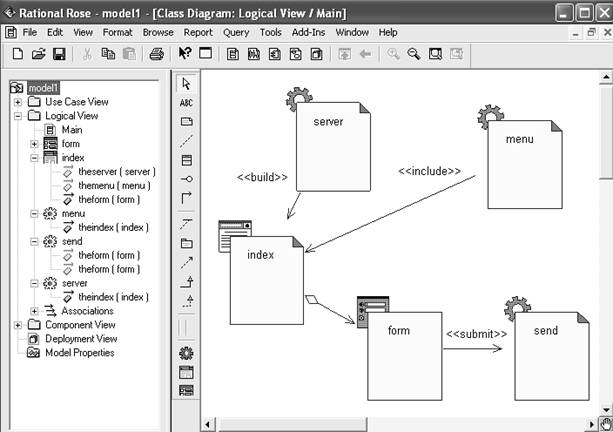 Rational Rose - model1 - [Class Diagram: Logical View / Main]
File Edit View Format Browse Report Query Tools Add-Ins Window Help
model1
Use Case View
Logical View
Main
form
index
theserver ( server )
themenu ( menu )
theform ( form )
menu
theindex ( index )
send
theform ( form )
theform ( form )
server
theindex ( index )
Associations
Component View
Deployment View
Model Properties
ABC
server
menu
<<build>>
<<include>>
index
form
<<submit>>
send